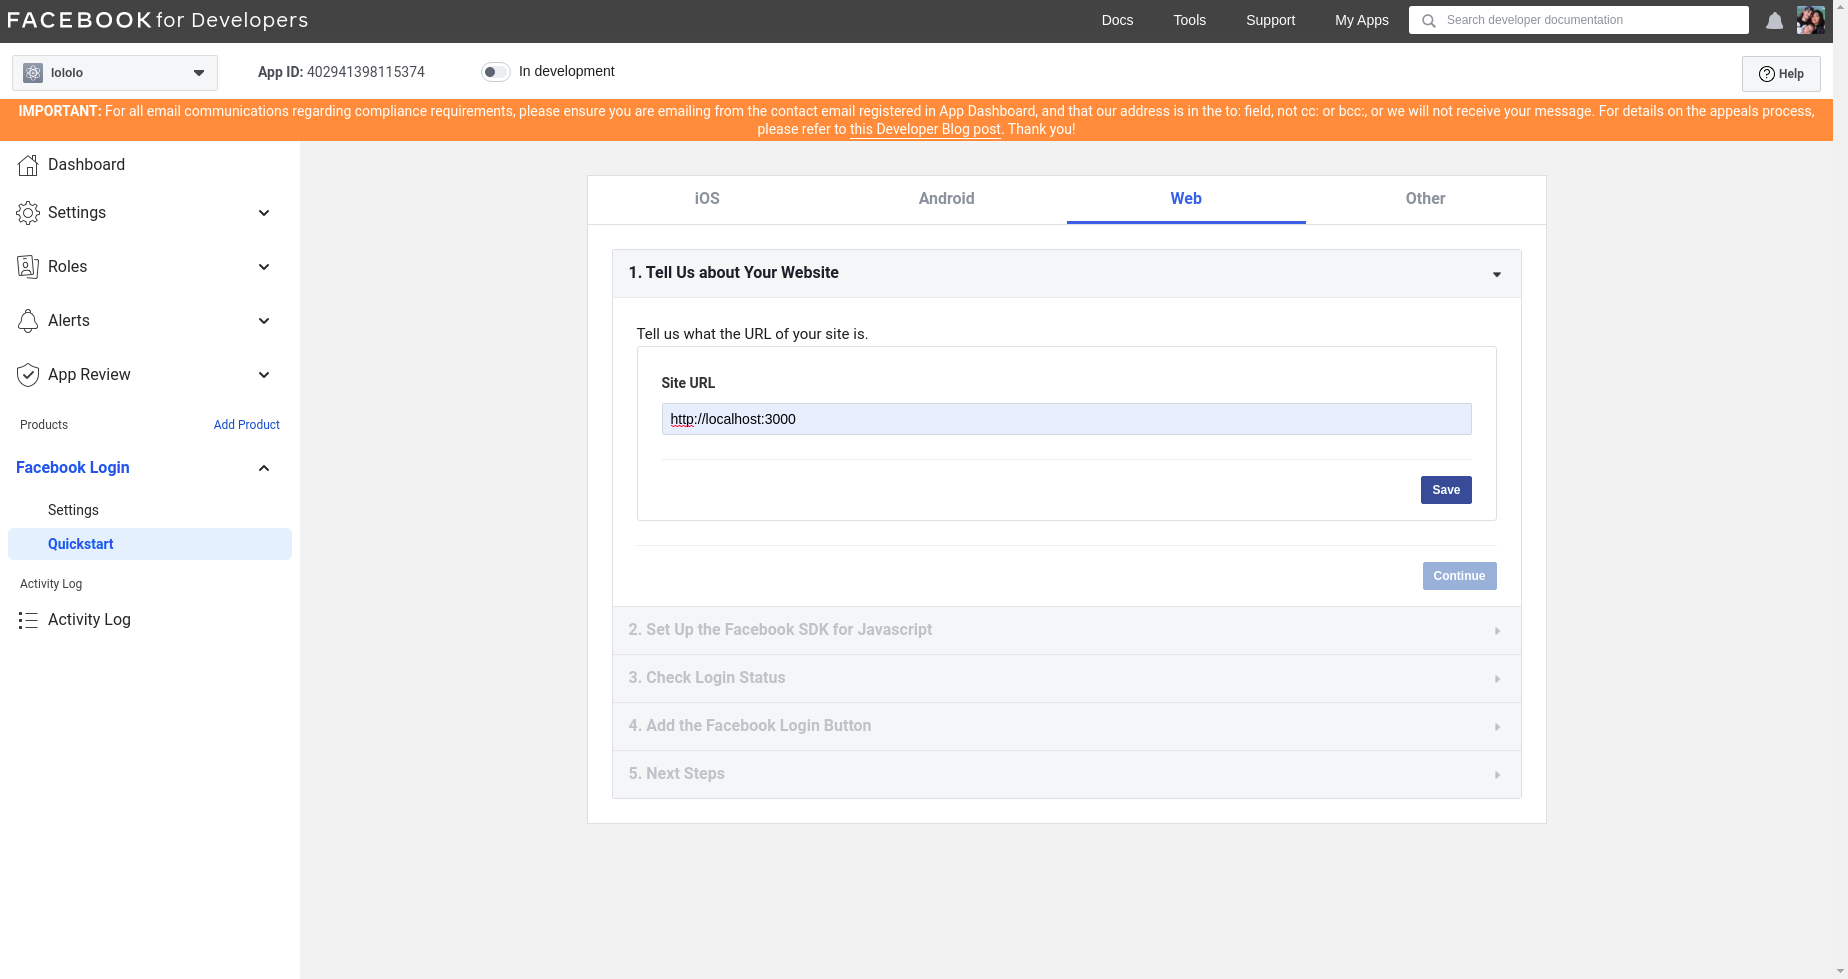 FACEBOOK for Developers
Docs
Tools
Support
My Apps
Search developer documentation
lololo
App ID: 402941398115374
In development
Help
IMPORTANT: For all email communications regarding compliance requirements, please ensure you are emailing from the contact email registered in App Dashboard, and that our address is in the to: field, not cc: or bcc:, or we will not receive your message. For details on the appeals process,
please refer to this Developer Blog post. Thank you!
Dashboard
Settings
Roles
Alerts
App Review
Products
Add Product
Facebook Login
Settings
Quickstart
Activity Log
Activity Log
iOS
Android
Web
Other
1. Tell Us about Your Website
Tell us what the URL of your site is.
Site URL
http://localhost:3000
Save
Continue
2. Set Up the Facebook SDK for Javascript
3. Check Login Status
4. Add the Facebook Login Button
5. Next Steps